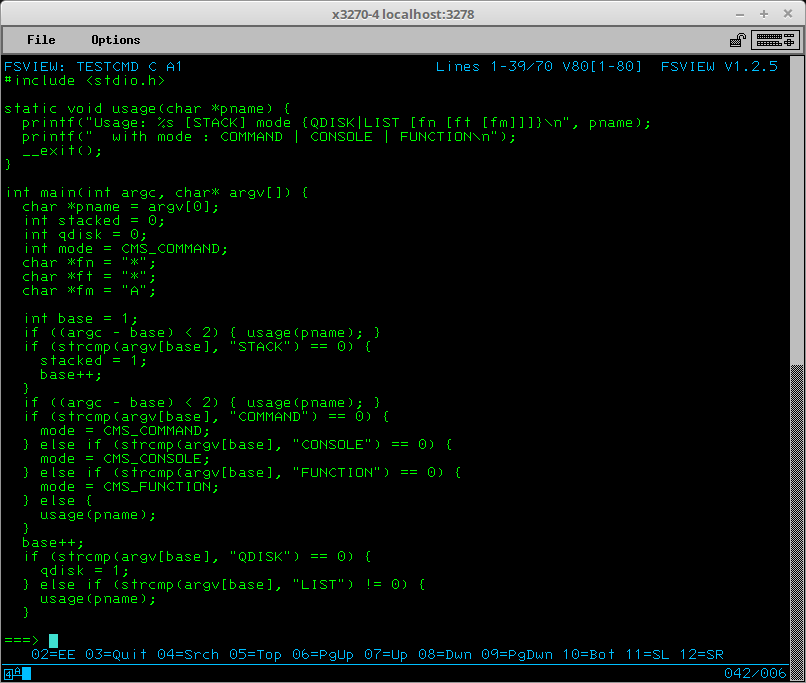 x3270-4 localhost:3278
File Options
FSVIEW: TESTCMD C A1 Lines 1-39/70 V80[1-80] FSVIEW V1.2.5
#include <stdio.h>

static void usage(char *pname) {
  printf("Usage: %s [STACK] mode {QDISK|LIST [fn [ft [fm]]]}\n", pname);
  printf("  with mode : COMMAND | CONSOLE | FUNCTION\n");
  __exit();
}

int main(int argc, char* argv[]) {
  char *pname = argv[0];
  int stacked = 0;
  int qdisk = 0;
  int mode = CMS_COMMAND;
  char *fn = "*";
  char *ft = "*";
  char *fm = "A";

  int base = 1;
  if ((argc - base) < 2) { usage(pname); }
  if (strcmp(argv[base], "STACK") == 0) {
    stacked = 1;
    base++;
  }
  if ((argc - base) < 2) { usage(pname); }
  if (strcmp(argv[base], "COMMAND") == 0) {
    mode = CMS_COMMAND;
  } else if (strcmp(argv[base], "CONSOLE") == 0) {
    mode = CMS_CONSOLE;
  } else if (strcmp(argv[base], "FUNCTION") == 0) {
    mode = CMS_FUNCTION;
  } else {
    usage(pname);
  }
  base++;
  if (strcmp(argv[base], "QDISK") == 0) {
    qdisk = 1;
  } else if (strcmp(argv[base], "LIST") != 0) {
    usage(pname);
  }

===>
02=EE 03=Quit 04=Srch 05=Top 06=PgUp 07=Up 08=Dwn 09=PgDwn 10=Bot 11=SL 12=SR
4A 042/006